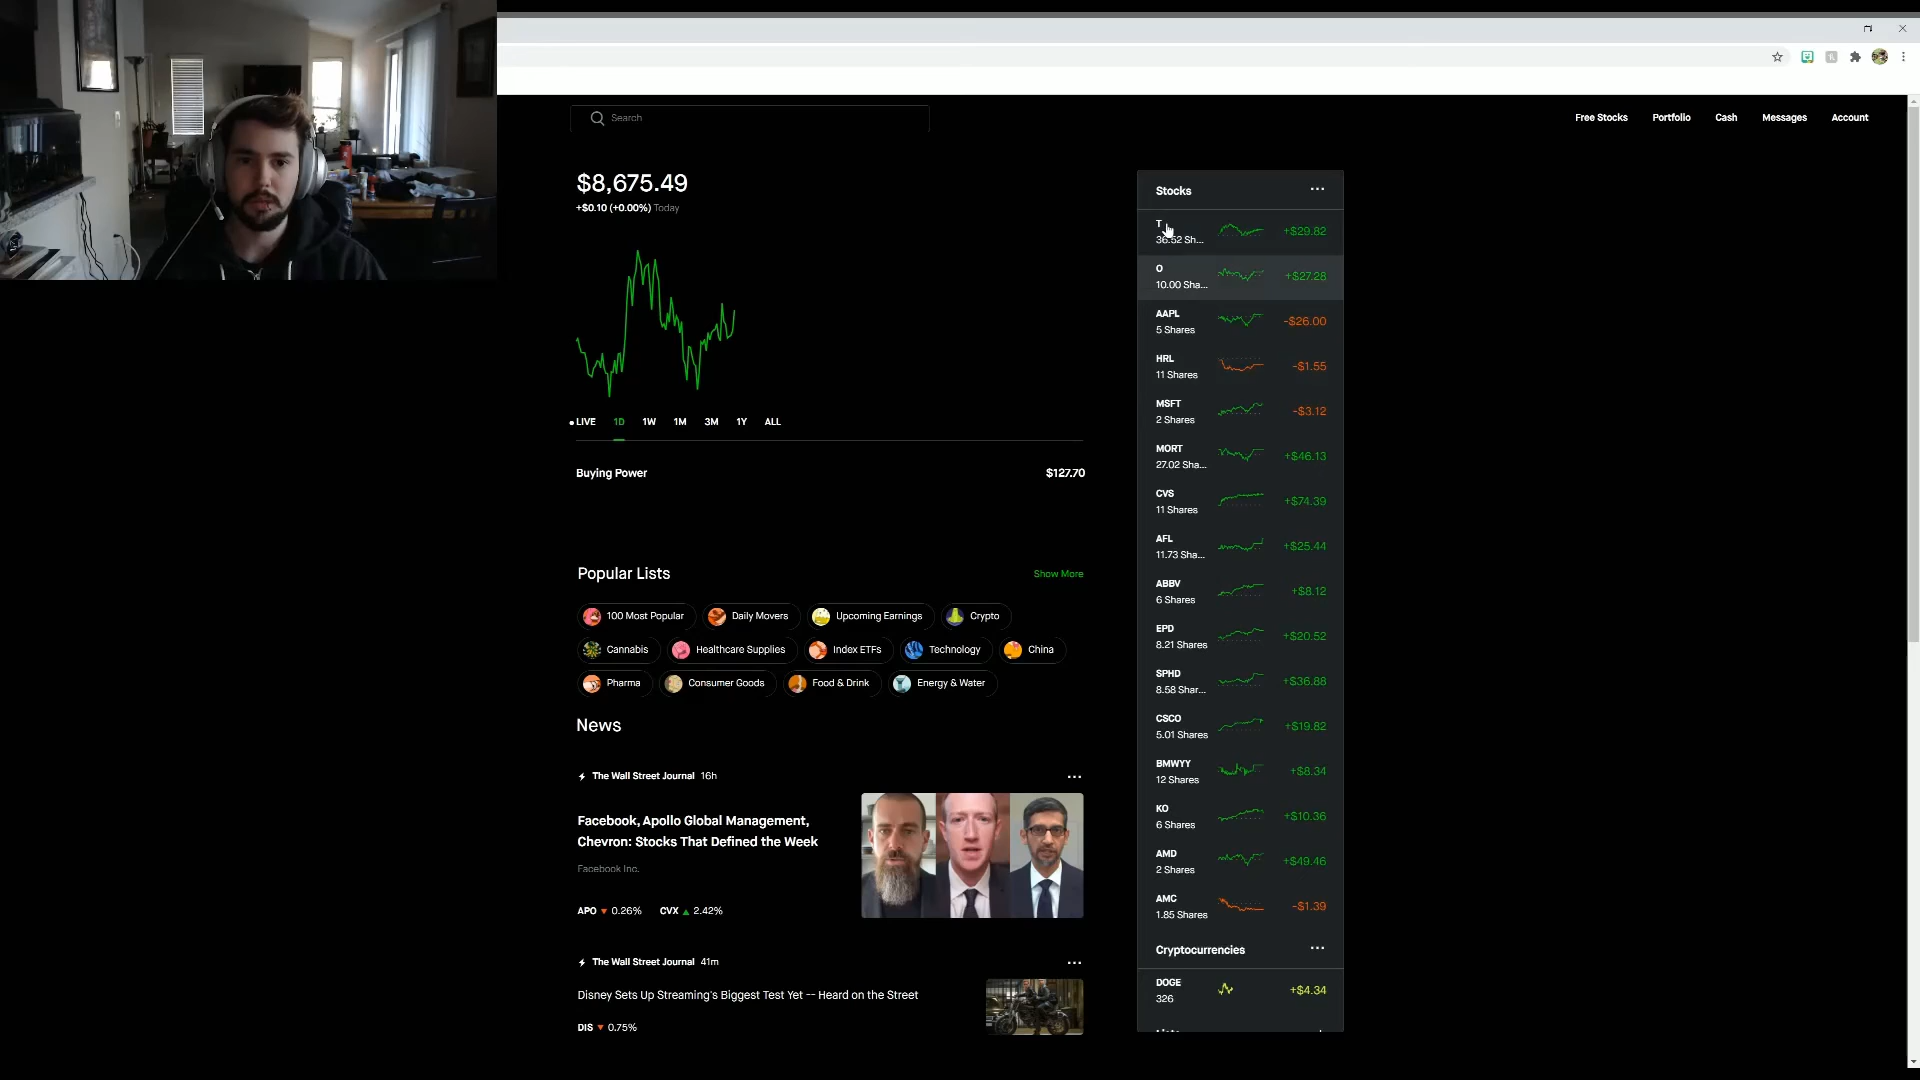 Search
Free Stocks
Portfolio
Cash
Messages
Account
$8,675.49
+$0.10 (+0.00%) Today
LIVE
1D
1W
1M
3M
1Y
ALL
Buying Power
$127.70
Popular Lists
Show More
100 Most Popular
Daily Movers
Upcoming Earnings
Crypto
Cannabis
Healthcare Supplies
Index ETFs
Technology
China
Pharma
Consumer Goods
Food & Drink
Energy & Water
News
The Wall Street Journal 16h
Facebook, Apollo Global Management,
Chevron: Stocks That Defined the Week
Facebook Inc.
APO 0.26% CVX 2.42%
The Wall Street Journal 41m
Disney Sets Up Streaming's Biggest Test Yet -- Heard on the Street
DIS 0.75%
Stocks
T
36.52 Sh...
+$29.82
O
10.00 Sha...
+$27.28
AAPL
5 Shares
-$26.00
HRL
11 Shares
-$1.55
MSFT
2 Shares
-$3.12
MORT
27.02 Sha...
+$46.13
CVS
11 Shares
+$74.39
AFL
11.73 Sha...
+$25.44
ABBV
6 Shares
+$8.12
EPD
8.21 Shares
+$20.52
SPHD
8.58 Shar...
+$36.88
CSCO
5.01 Shares
+$19.82
BMWYY
12 Shares
+$8.34
KO
6 Shares
+$10.36
AMD
2 Shares
+$49.46
AMC
1.85 Shares
-$1.39
Cryptocurrencies
DOGE
326
+$4.34